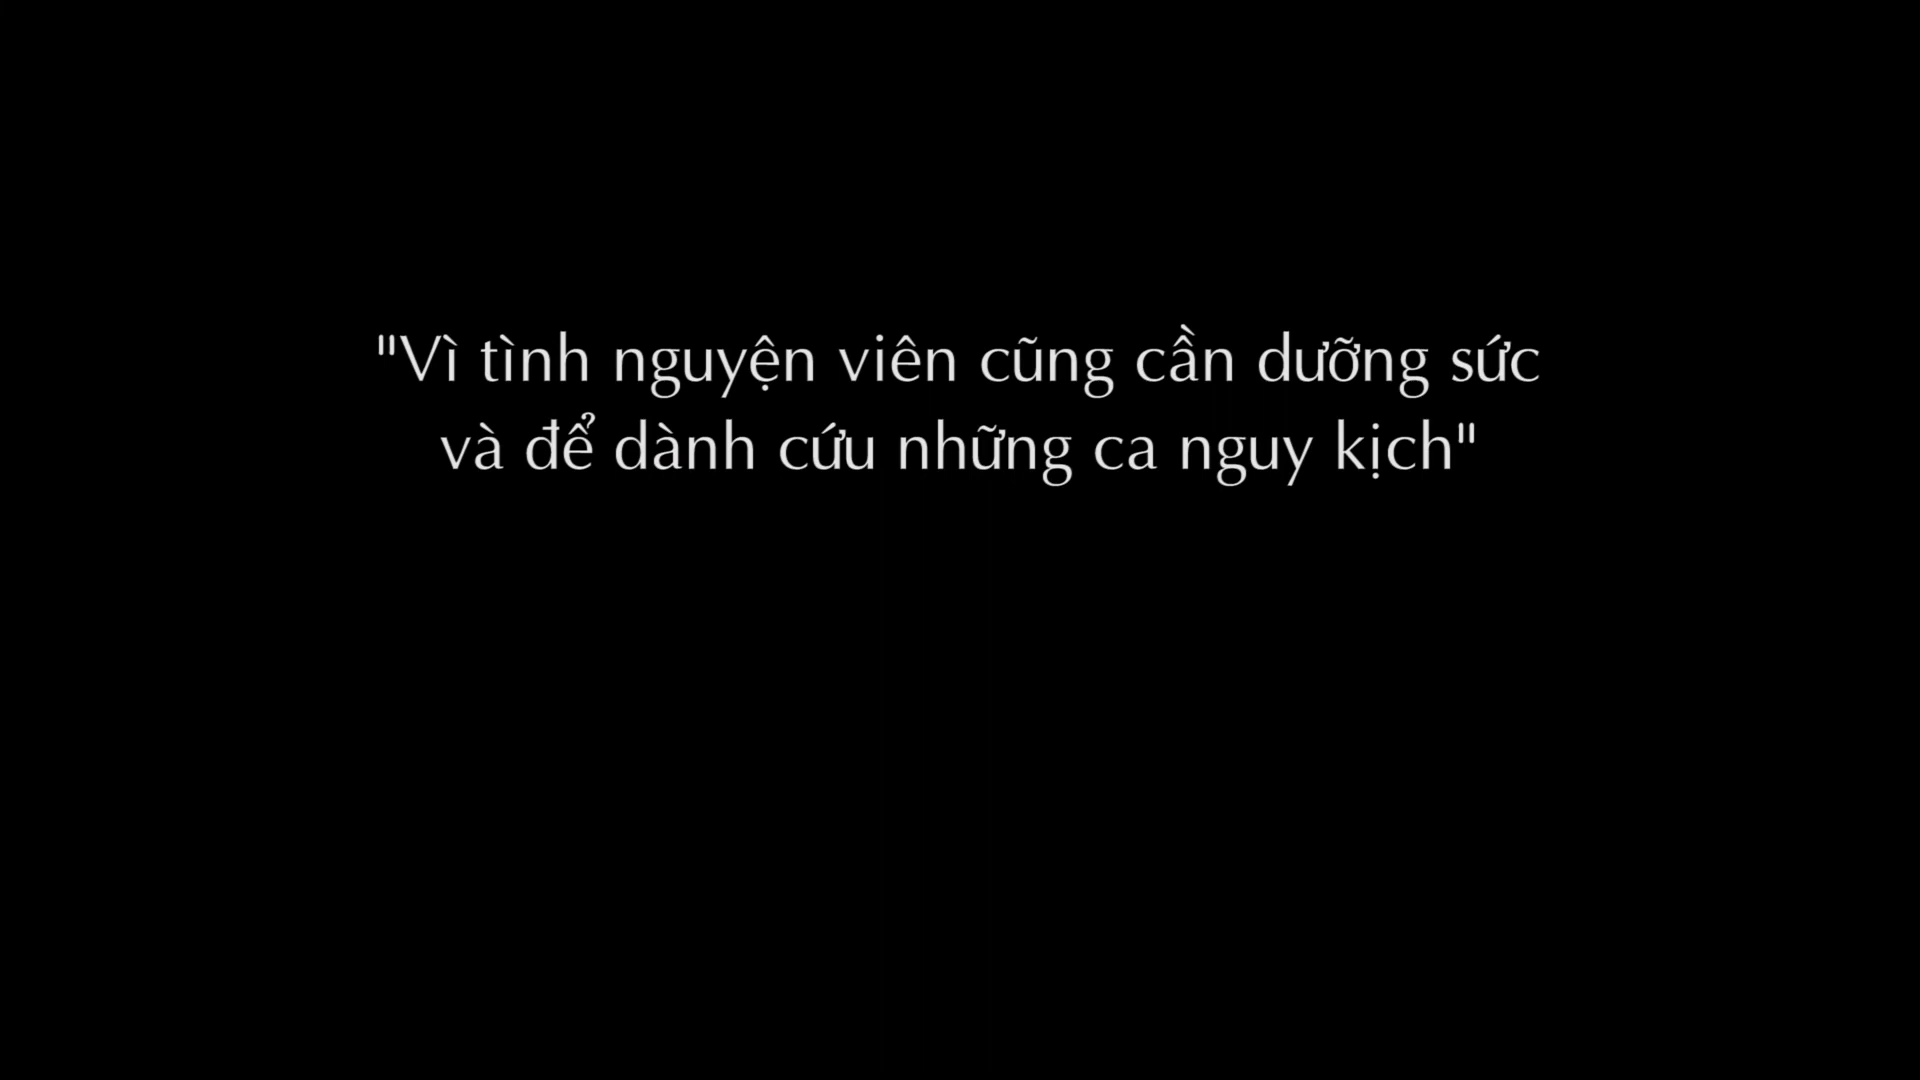 "Vì tình nguyện viên cũng cần dưỡng sức
và để dành cứu những ca nguy kịch"